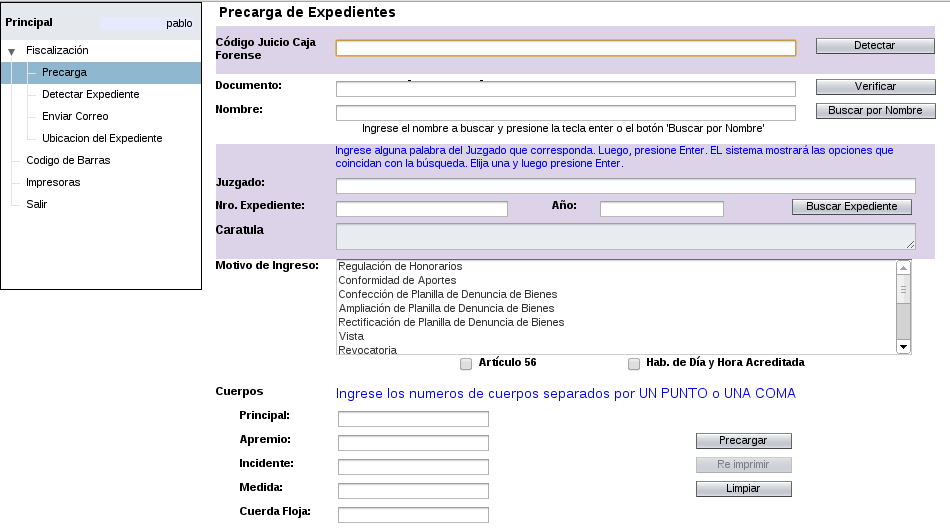 Principal pablo
Fiscalización
Precarga
Detectar Expediente
Enviar Correo
Ubicacion del Expediente
Codigo de Barras
Impresoras
Salir
Precarga de Expedientes
Código Juicio Caja
Forense
Detectar
Documento:
Verificar
Nombre:
Buscar por Nombre
Ingrese el nombre a buscar y presione la tecla enter o el botón 'Buscar por Nombre'
Ingrese alguna palabra del Juzgado que corresponda. Luego, presione Enter. EL sistema mostrará las opciones que
coincidan con la búsqueda. Elija una y luego presione Enter.
Juzgado:
Nro. Expediente: Año: Buscar Expediente
Caratula
Motivo de Ingreso:
Regulación de Honorarios
Conformidad de Aportes
Confección de Planilla de Denuncia de Bienes
Ampliación de Planilla de Denuncia de Bienes
Rectificación de Planilla de Denuncia de Bienes
Vista
Revocatoria
Artículo 56 Hab. de Día y Hora Acreditada
Cuerpos Ingrese los numeros de cuerpos separados por UN PUNTO o UNA COMA
Principal:
Apremio: Precargar
Incidente: Re imprimir
Medida: Limpiar
Cuerda Floja: